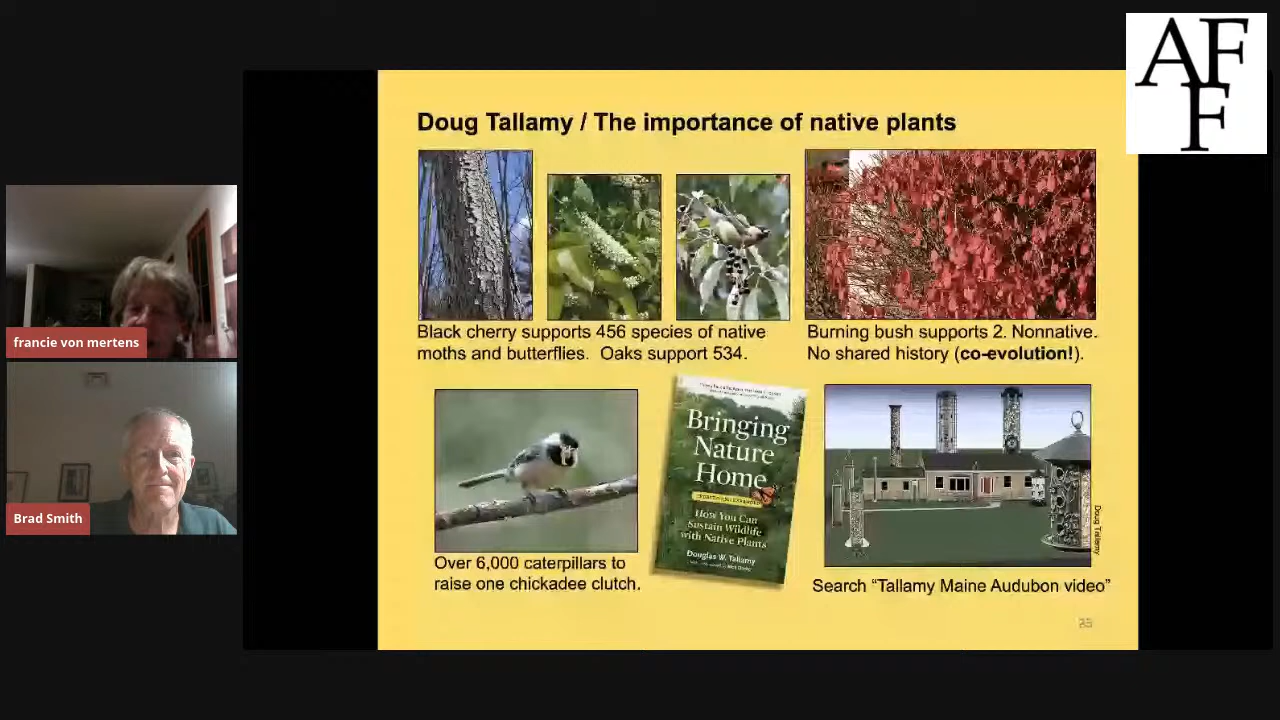 AF
F
Doug Tallamy / The importance of native plants
Black cherry supports 456 species of native
moths and butterflies. Oaks support 534.
Burning bush supports 2. Nonnative.
No shared history (co-evolution!).
francie von mertens
Brad Smith
Over 6,000 caterpillars to
raise one chickadee clutch.
Bringing
Nature
Home
How You Can
Sustain Wildlife
with Native Plants
Douglas W. Tallamy
Doug Tallamy
Search “Tallamy Maine Audubon video”
23